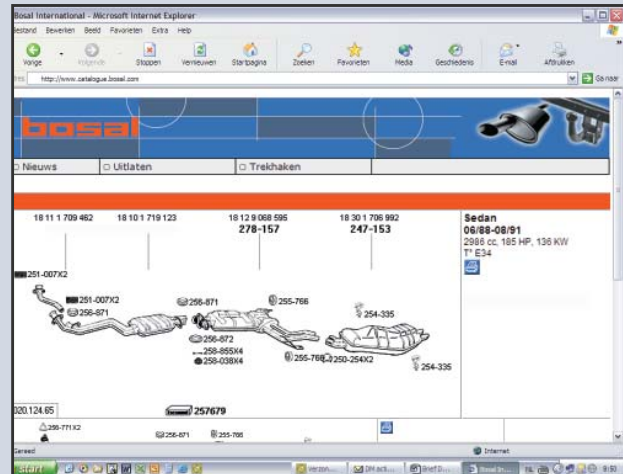 Bosal International - Microsoft Internet Explorer
Bestand Bewerken Beeld Favorieten Extra Help
Vorige Volgende Stoppen Vernieuwen Startpagina Zoeken Favorieten Media Geschiedenis E-mail Afdrukken
http://www.catalogue.bosal.com Ga naar
bosal
Nieuws Uitlaten Trekhaken
18 11 1 709 462 18 10 1 719 123 18 12 9 068 595 18 30 1 706 992
278-157 247-153
Sedan
06/88-08/91
2986 cc, 185 HP, 136 KW
T° E34
251-007X2
251-007X2
256-871
256-871
255-766
254-335
256-872
258-855X4
258-038X4
255-766
250-254X2
254-335
020.124.65 257679
256-771X2 256-871 255-766
Gereed Internet
start 9:50